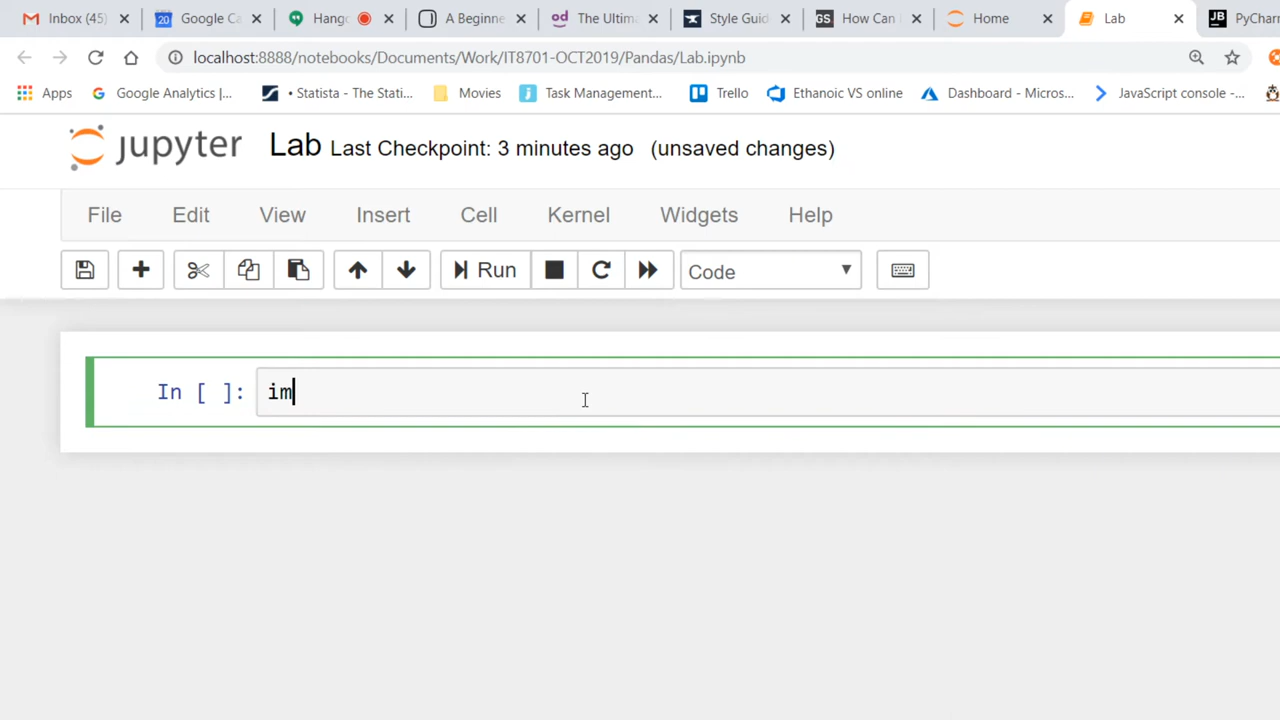 Inbox (45) Google Ca Hango A Beginne The Ultim Style Guid How Can I Home Lab PyCharm
localhost:8888/notebooks/Documents/Work/IT8701-OCT2019/Pandas/Lab.ipynb
Apps Google Analytics |... • Statista - The Stati... Movies Task Management... Trello Ethanoic VS online Dashboard - Micros... JavaScript console -...
jupyter Lab Last Checkpoint: 3 minutes ago (unsaved changes)
File Edit View Insert Cell Kernel Widgets Help
Run Code
In [ ]: im